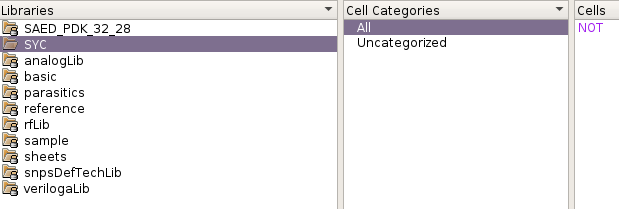 Libraries
SAED_PDK_32_28
SYC
analogLib
basic
parasitics
reference
rfLib
sample
sheets
snpsDefTechLib
verilogaLib
Cell Categories
All
Uncategorized
Cells
NOT